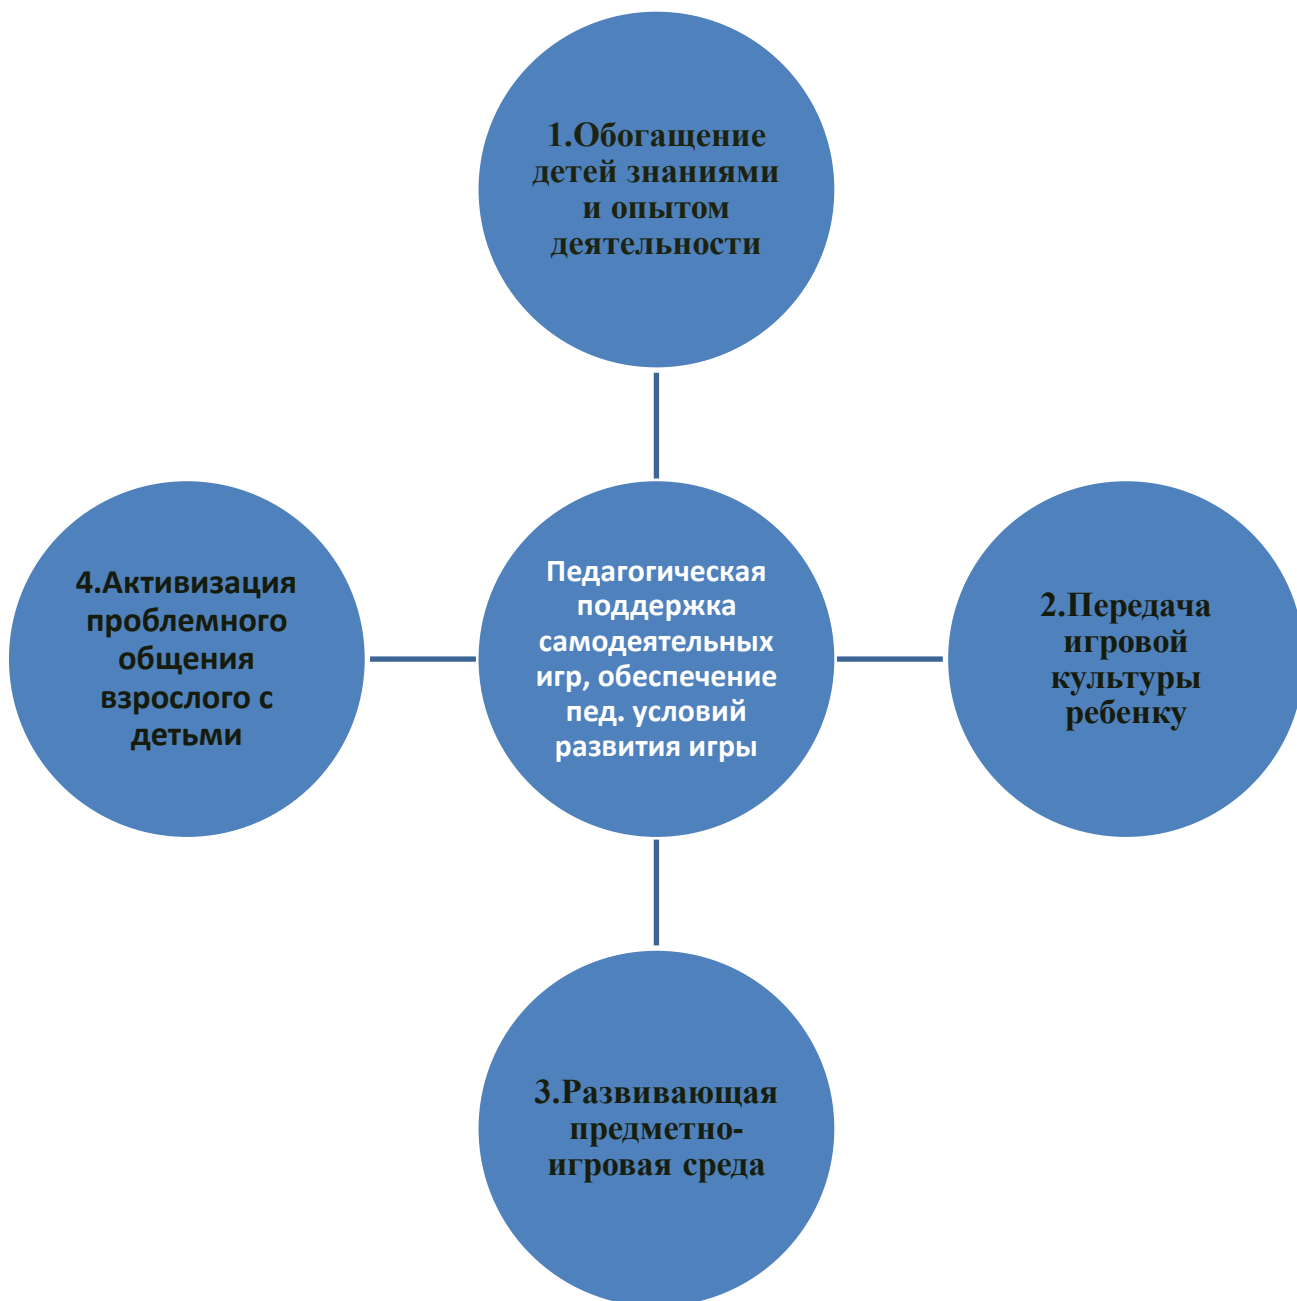 1.Обогащение
детей знаниями
и опытом
деятельности
4.Активизация
проблемного
общения
взрослого с
детьми
Педагогическая
поддержка
самодеятельных
игр, обеспечение
пед. условий
развития игры
2.Передача
игровой
культуры
ребенку
3.Развивающая
предметно-
игровая среда